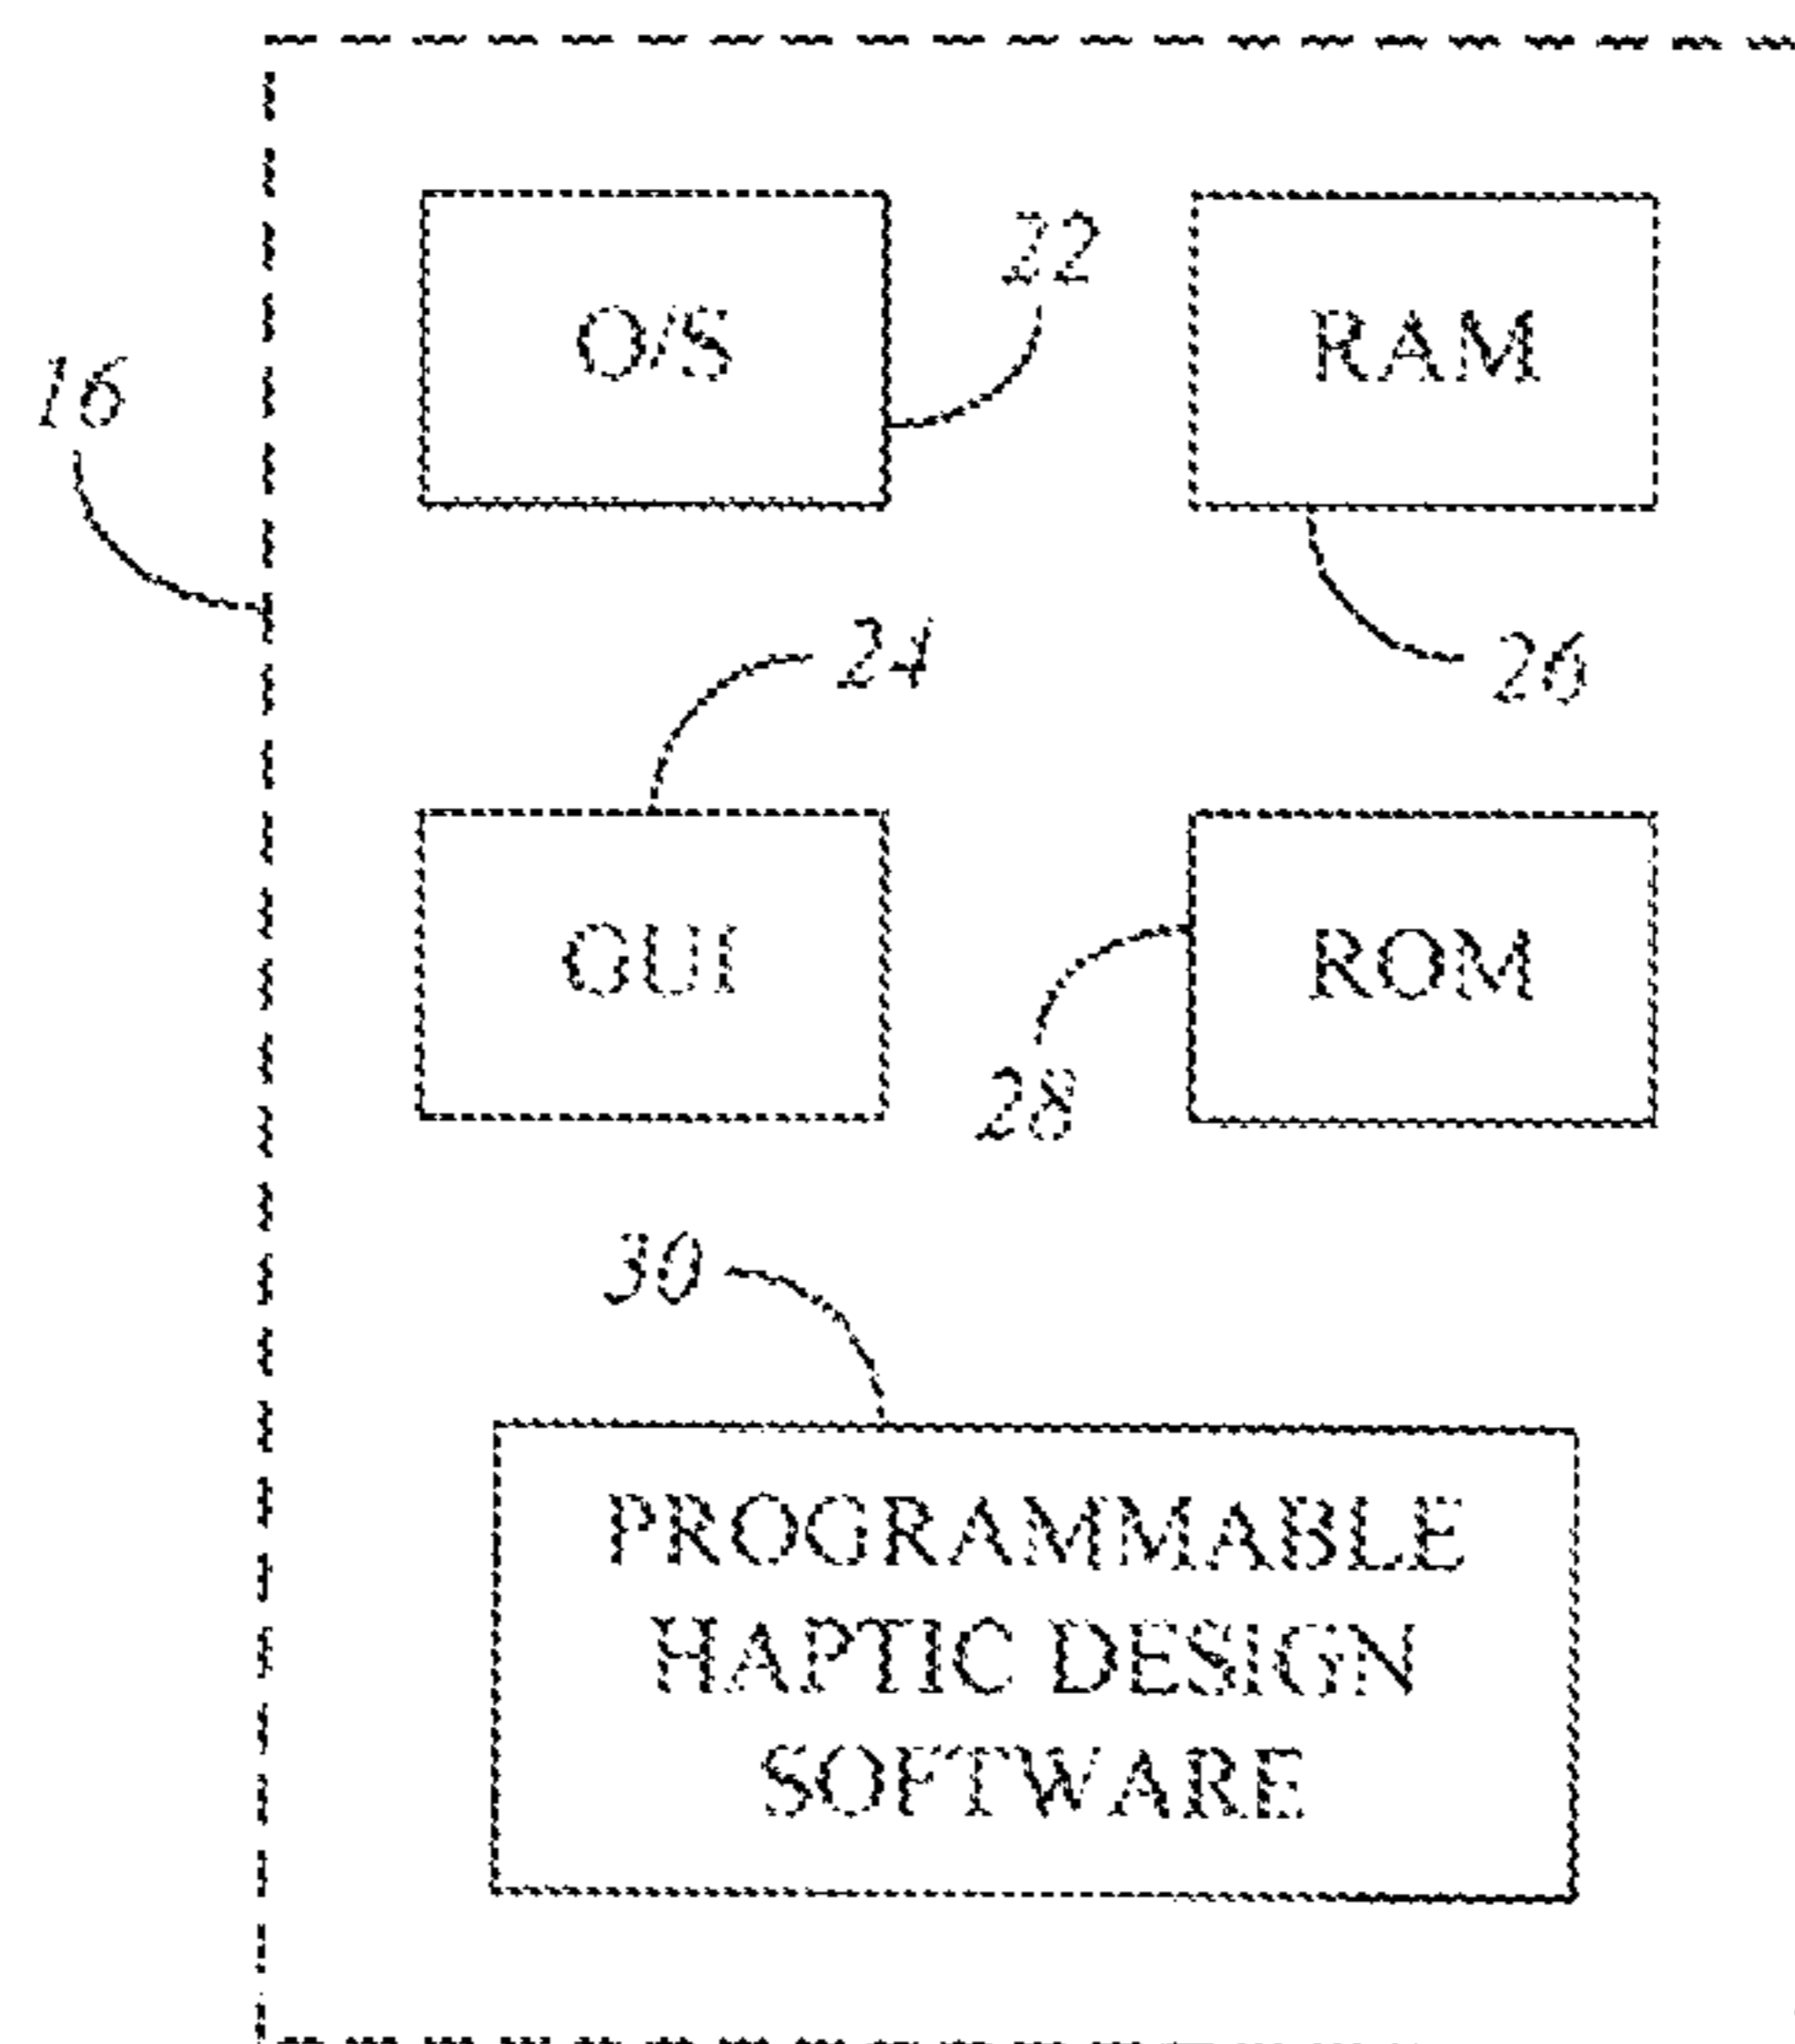 O/S
22
RAM
16
24
26
GUI
ROM
28
30
PROGRAMMABLE
HAPTIC DESIGN
SOFTWARE